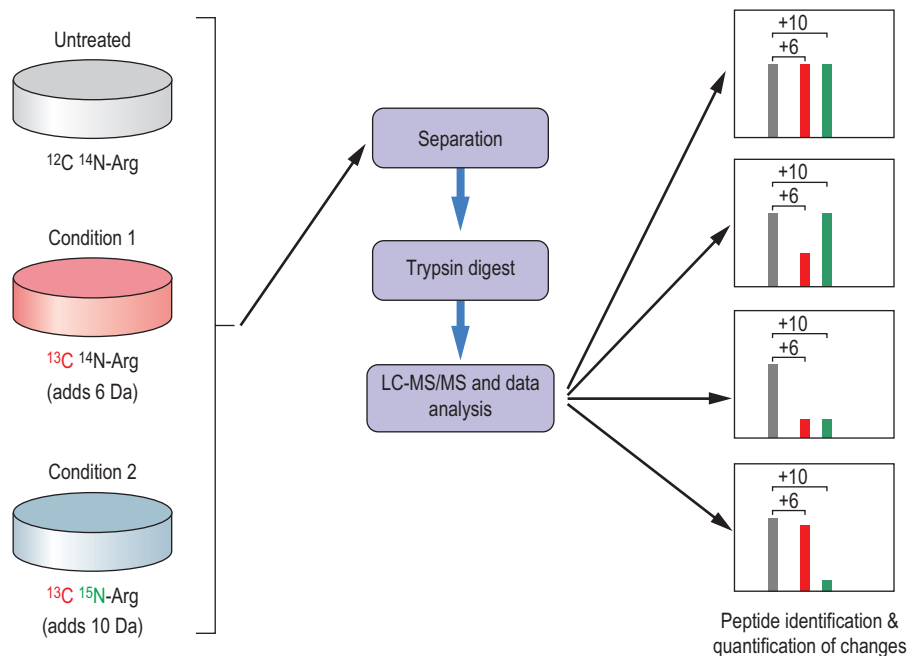 Untreated
¹²C ¹⁴N-Arg
Condition 1
¹³C ¹⁴N-Arg
(adds 6 Da)
Condition 2
¹³C ¹⁵N-Arg
(adds 10 Da)
Separation
Trypsin digest
LC-MS/MS and data
analysis
+10
+6
+10
+6
+10
+6
+10
+6
Peptide identification &
quantification of changes